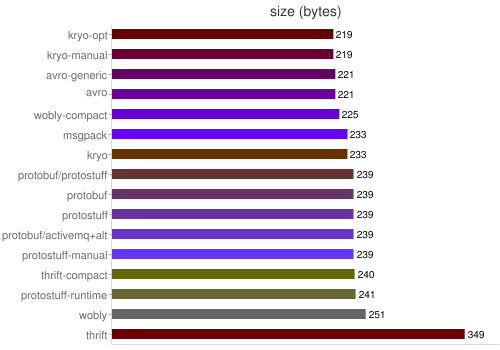 size (bytes)
kryo-opt 219
kryo-manual 219
avro-generic 221
avro 221
wobly-compact 225
msgpack 233
kryo 233
protobuf/protostuff 239
protobuf 239
protostuff 239
protobuf/activemq+alt 239
protostuff-manual 239
thrift-compact 240
protostuff-runtime 241
wobly 251
thrift 349